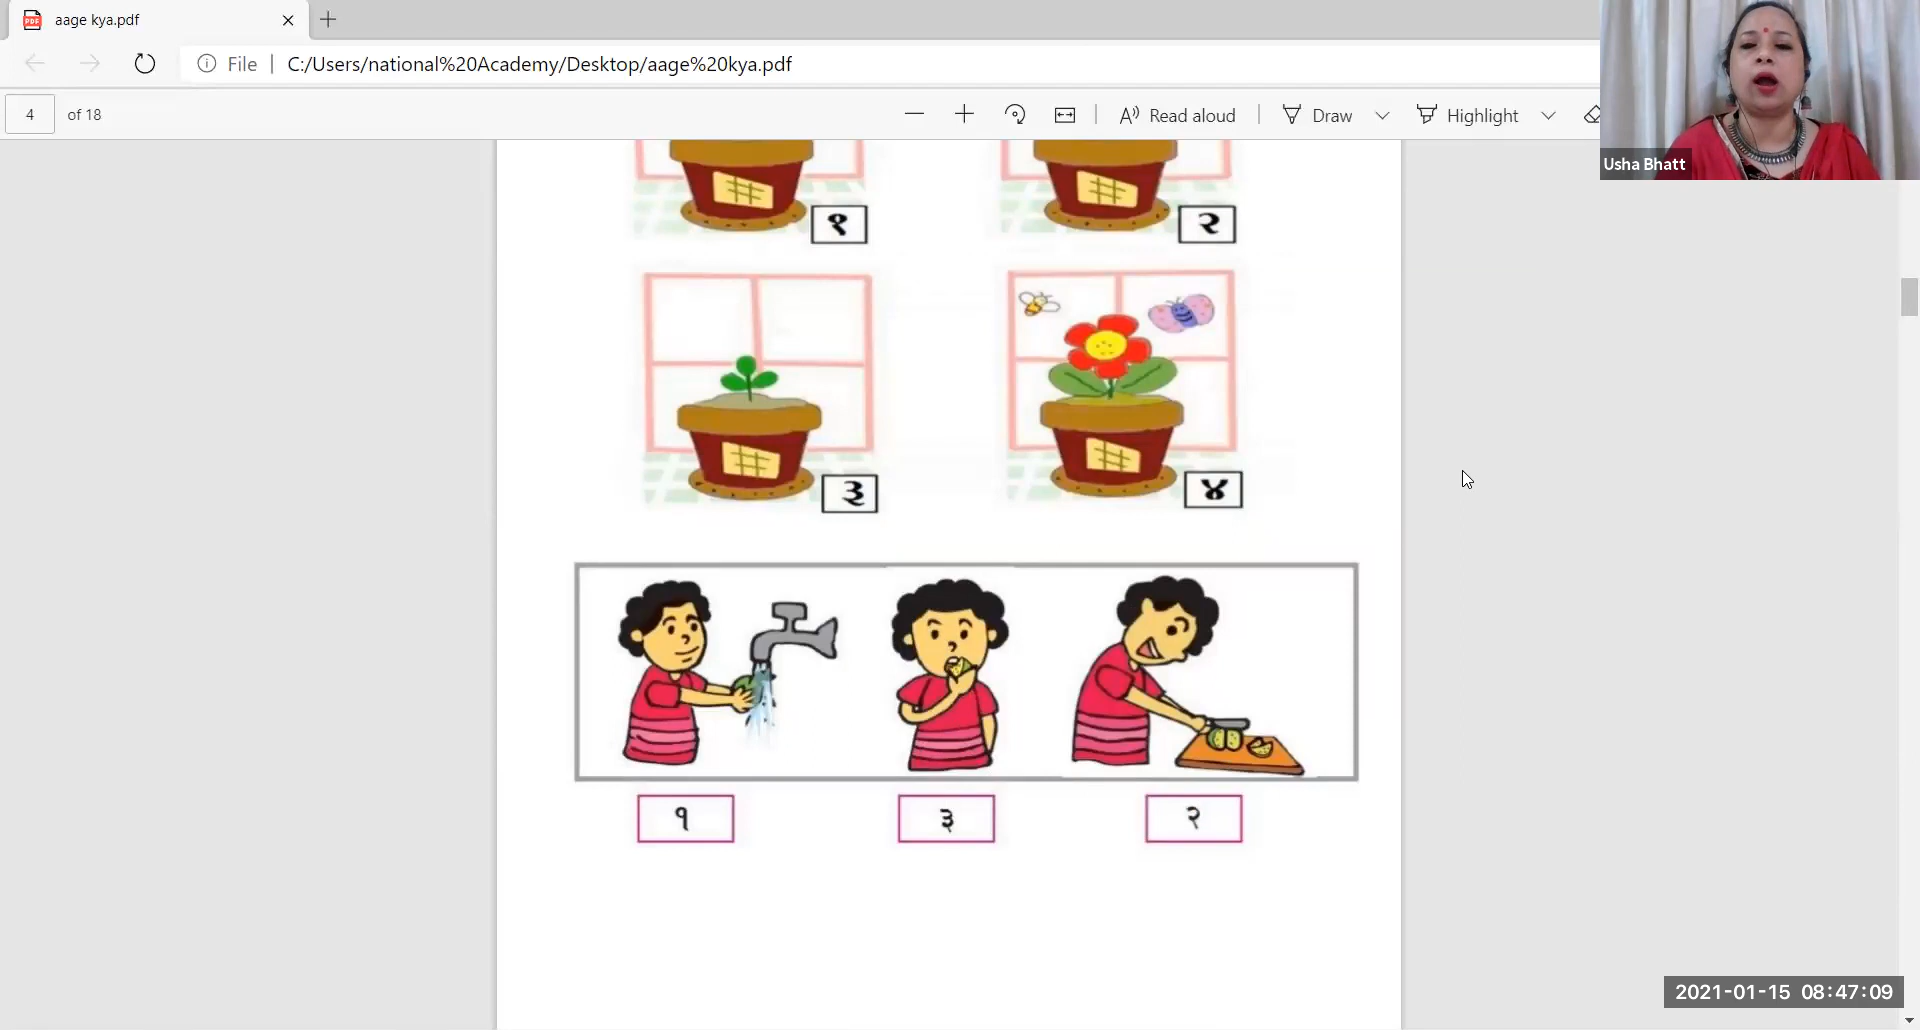 aage kya.pdf
File | C:/Users/national%20Academy/Desktop/aage%20kya.pdf
4 of 18
Read aloud
Draw
Highlight
Usha Bhatt
१ २
३ ४
१ ३ २
2021-01-15 08:47:09